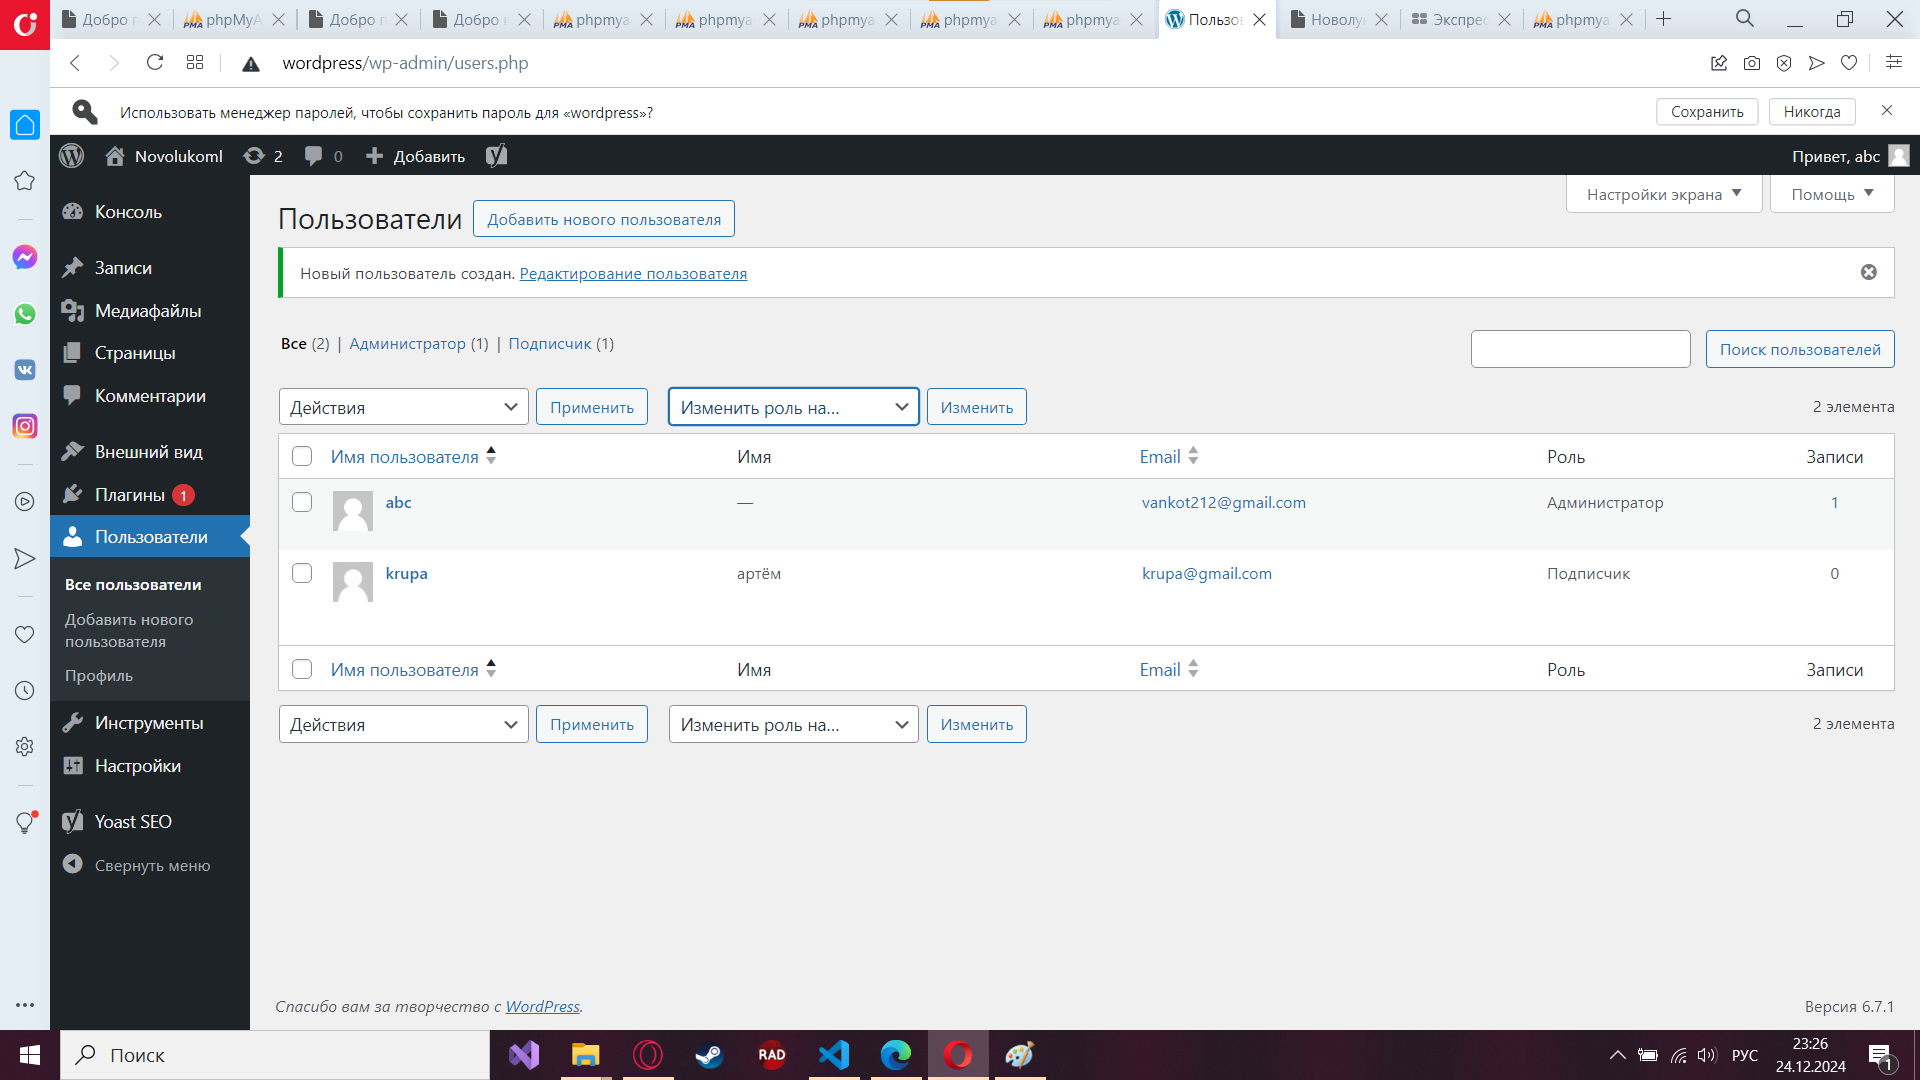 Добро п
phpMyA
Добро п
Добро п
phpmya
phpmya
phpmya
phpmya
phpmya
Пользо
Новолу
Экспрес
phpmya
wordpress/wp-admin/users.php
Использовать менеджер паролей, чтобы сохранить пароль для «wordpress»?
Сохранить
Никогда
Novolukoml
2
0
Добавить
Привет, abc
Консоль
Записи
Медиафайлы
Страницы
Комментарии
Внешний вид
Плагины 1
Пользователи
Все пользователи
Добавить нового
пользователя
Профиль
Инструменты
Настройки
Yoast SEO
Свернуть меню
Настройки экрана
Помощь
Пользователи
Добавить нового пользователя
Новый пользователь создан. Редактирование пользователя
Все (2) | Администратор (1) | Подписчик (1)
Поиск пользователей
Действия
Применить
Изменить роль на...
Изменить
2 элемента
Имя пользователя
Имя
Email
Роль
Записи
abc
—
vankot212@gmail.com
Администратор
1
krupa
артём
krupa@gmail.com
Подписчик
0
Имя пользователя
Имя
Email
Роль
Записи
Действия
Применить
Изменить роль на...
Изменить
2 элемента
Спасибо вам за творчество с WordPress.
Версия 6.7.1
Поиск
RAD
РУС
23:26
24.12.2024
1